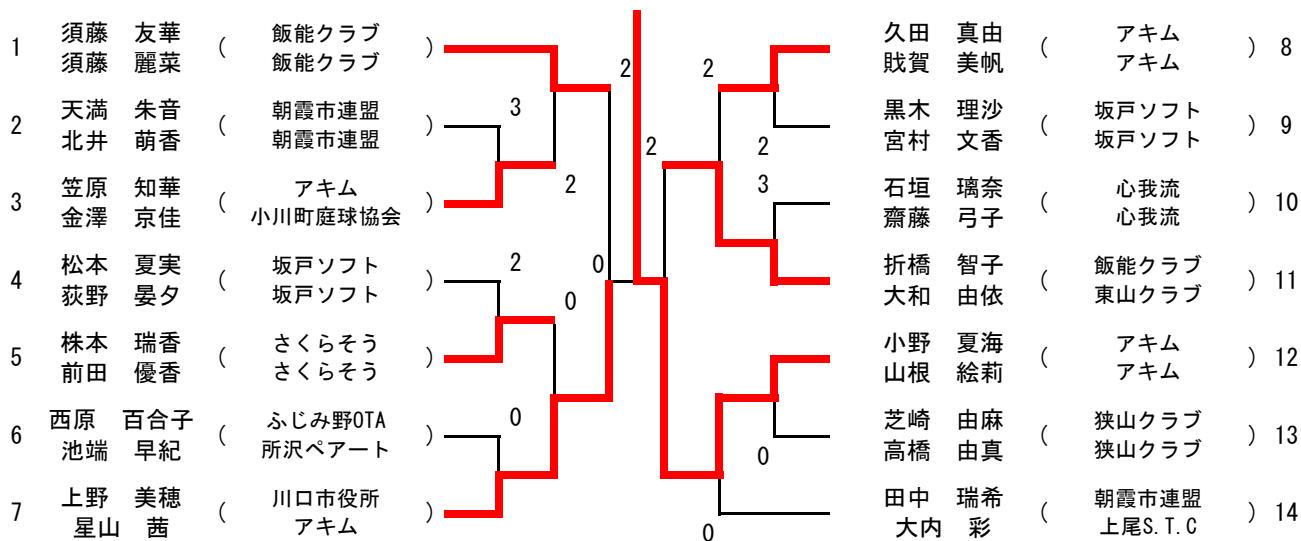 1 須藤 友華 ( 飯能クラブ )
須藤 麗菜 飯能クラブ
2 天満 朱音 ( 朝霞市連盟 )
北井 萌香 朝霞市連盟
3 笠原 知華 ( アキム )
金澤 京佳 小川町庭球協会
4 松本 夏実 ( 坂戸ソフト )
荻野 晏夕 坂戸ソフト
5 株本 瑞香 ( さくらそう )
前田 優香 さくらそう
6 西原 百合子 ( ふじみ野OTA )
池端 早紀 所沢ペアート
7 上野 美穂 ( 川口市役所 )
星山 茜 アキム
3
2
2
0
0
0
2
2
2
2
3
0
0
久田 真由 ( アキム ) 8
戝賀 美帆 アキム
黒木 理沙 ( 坂戸ソフト ) 9
宮村 文香 坂戸ソフト
石垣 璃奈 ( 心我流 ) 10
齋藤 弓子 心我流
折橋 智子 ( 飯能クラブ ) 11
大和 由依 東山クラブ
小野 夏海 ( アキム ) 12
山根 絵莉 アキム
芝崎 由麻 ( 狭山クラブ ) 13
高橋 由真 狭山クラブ
田中 瑞希 ( 朝霞市連盟 ) 14
大内 彩 上尾S.T.C